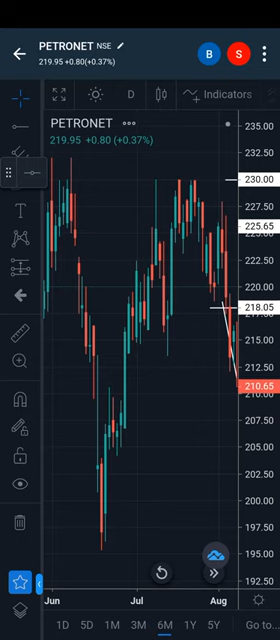 PETRONET NSE
219.95 +0.80(+0.37%)
B
S
D
Indicators
PETRONET
219.95 +0.80 (+0.37%)
235.00
232.50
230.00
225.65
222.50
220.00
218.05
215.00
212.50
210.65
207.50
205.00
202.50
200.00
197.50
195.00
192.50
Jun
Jul
Aug
1D 5D 1M 3M 6M 1Y 5Y Go to...